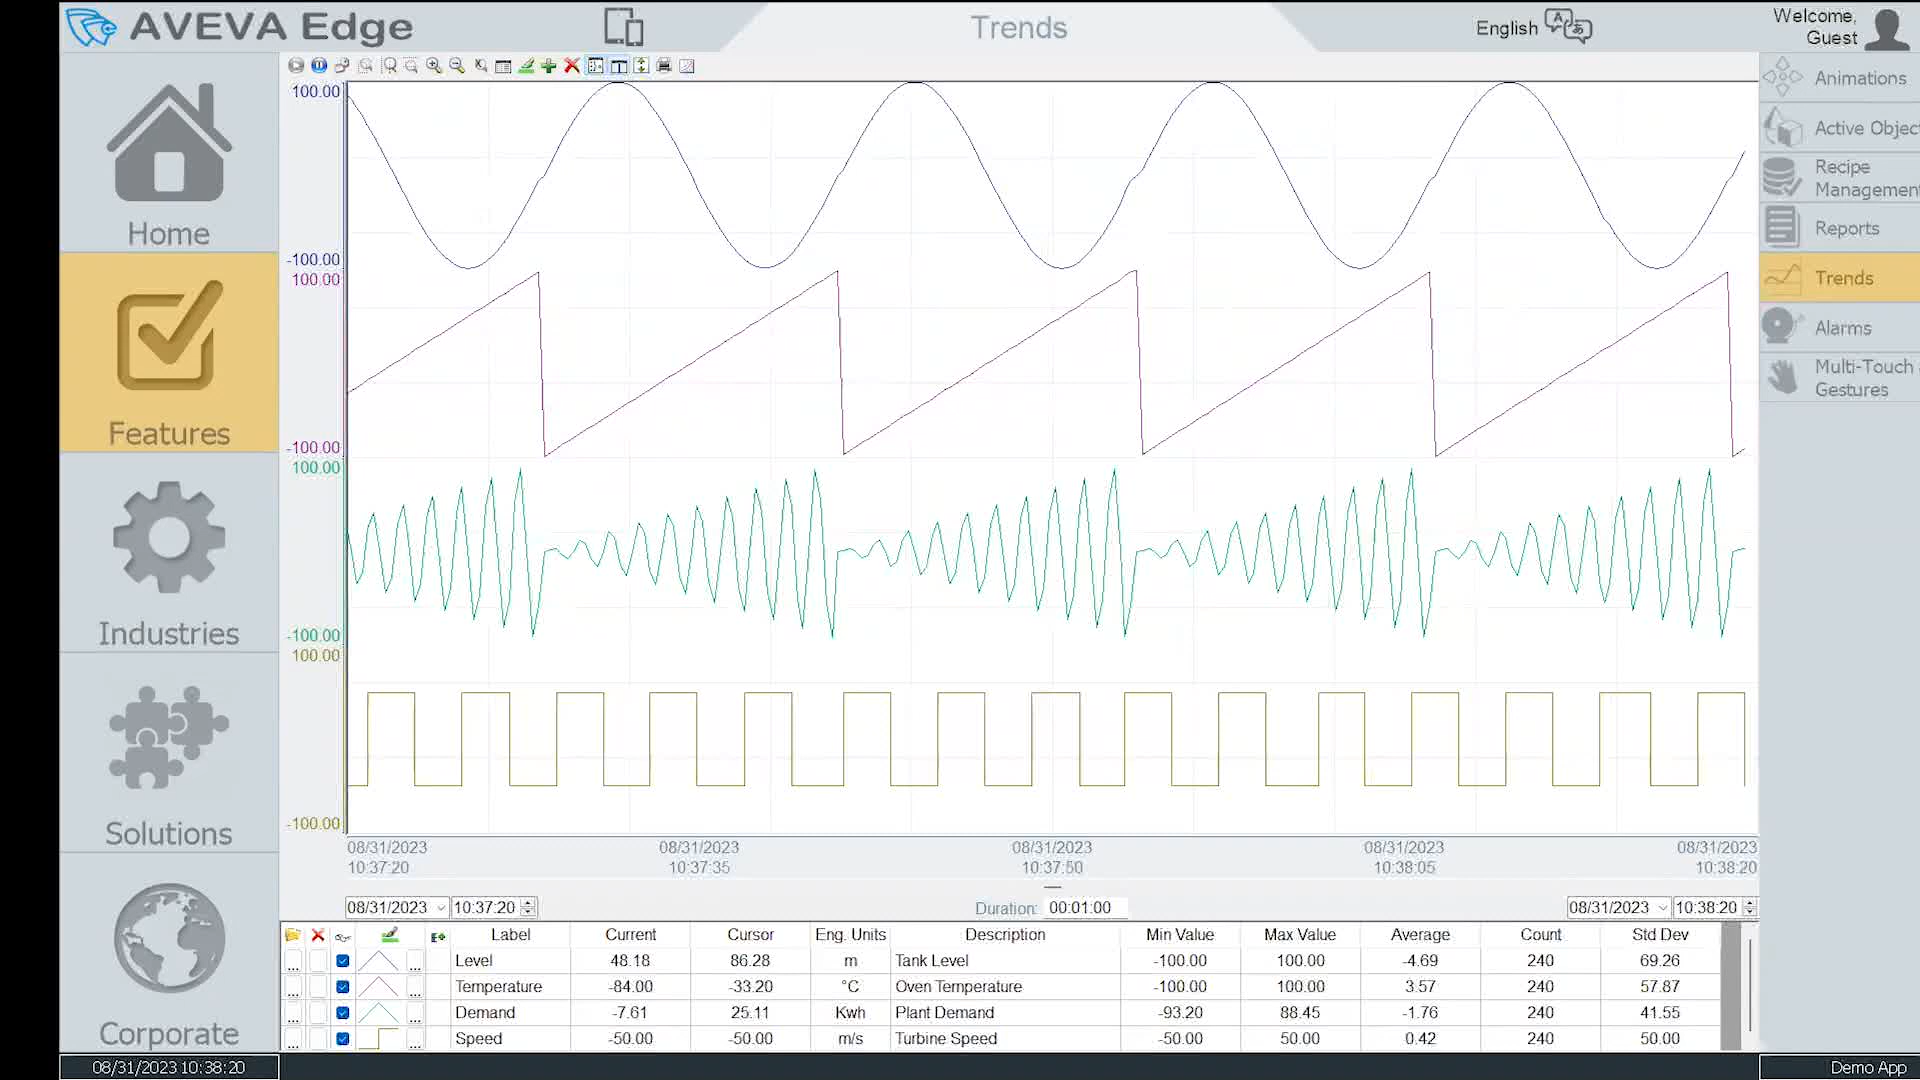 AVEVA Edge
Trends
English
Welcome,
Guest
Home
Features
Industries
Solutions
Corporate
Animations
Active Objec
Recipe
Managemen
Reports
Trends
Alarms
Multi-Touch
Gestures
100.00
-100.00
100.00
-100.00
100.00
-100.00
100.00
-100.00
08/31/2023 08/31/2023 08/31/2023 08/31/2023 08/31/2023
10:37:20 10:37:35 10:37:50 10:38:05 10:38:20
08/31/2023 10:37:20 Duration: 00:01:00 08/31/2023 10:38:20
Label Current Cursor Eng. Units Description Min Value Max Value Average Count Std Dev
... ... Level 48.18 86.28 m Tank Level -100.00 100.00 -4.69 240 69.26
... ... Temperature -84.00 -33.20 °C Oven Temperature -100.00 100.00 3.57 240 57.87
... ... Demand -7.61 25.11 Kwh Plant Demand -93.20 88.45 -1.76 240 41.55
... ... Speed -50.00 -50.00 m/s Turbine Speed -50.00 50.00 0.42 240 50.00
08/31/2023 10:38:20
Demo App